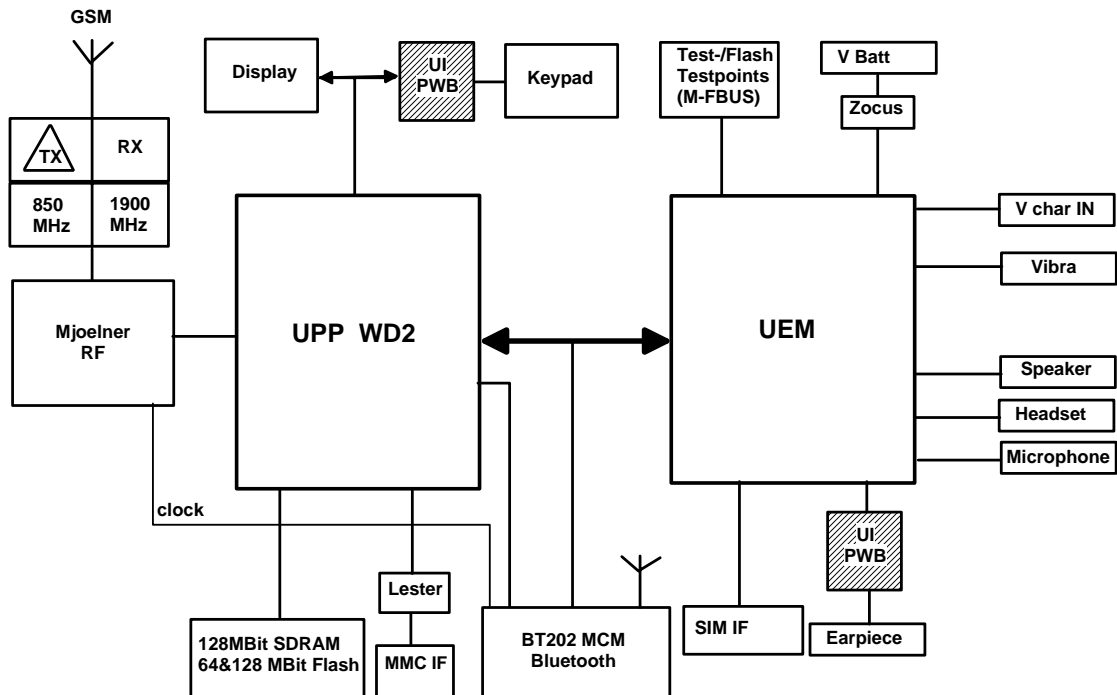 GSM
Display
UI
PWB
Keypad
Test-/Flash
Testpoints
(M-FBUS)
V Batt
Zocus
TX
RX
850
MHz
1900
MHz
V char IN
Vibra
Mjoelner
RF
UPP WD2
UEM
Speaker
Headset
Microphone
clock
UI
PWB
Lester
128MBit SDRAM
64&128 MBit Flash
MMC IF
BT202 MCM
Bluetooth
SIM IF
Earpiece